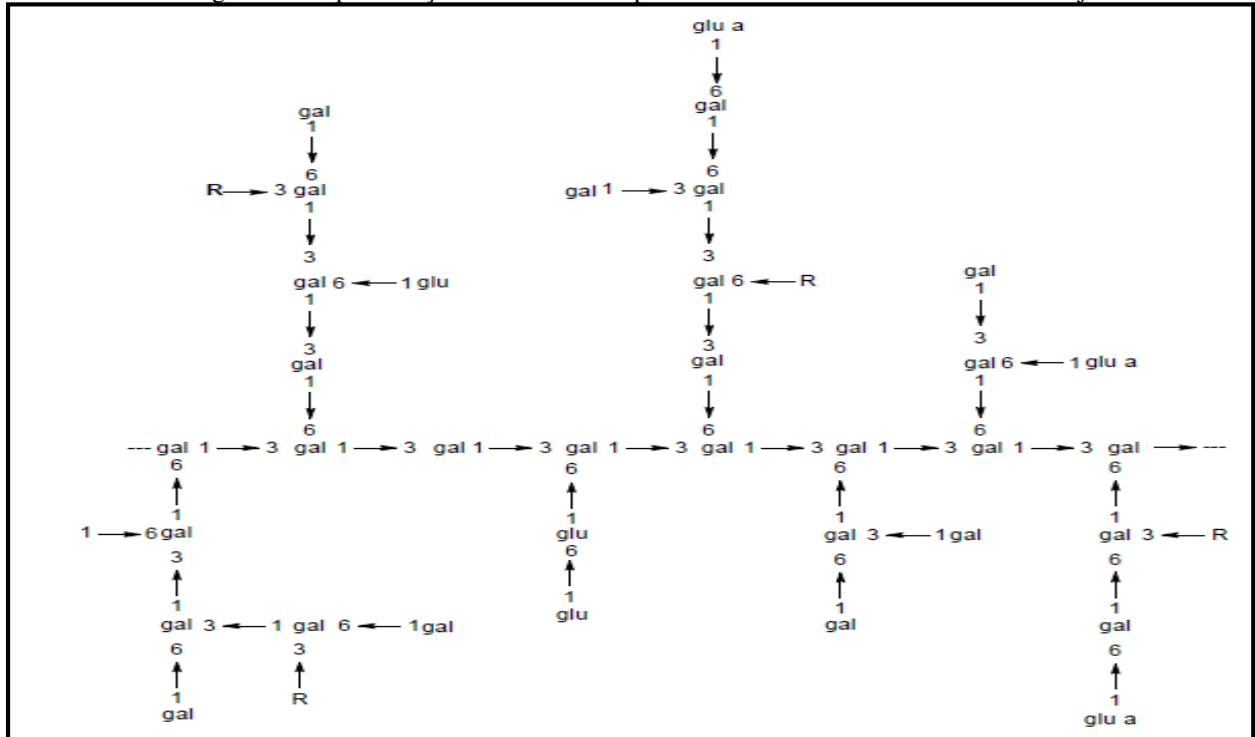 glu a
1
6
gal gal
1 1
6 6
R → 3 gal gal 1 → 3 gal
1 1
3 3
gal 6 ← 1 glu gal 6 ← R gal
1 1 1
3 3 3
gal gal gal 6 ← 1 glu a
1 1 1
6 6 6
--- gal 1 → 3 gal 1 → 3 gal 1 → 3 gal 1 → 3 gal 1 → 3 gal 1 → 3 gal 1 → 3 gal → ---
6 6 6 6
1 1 1 1
1 → 6 gal glu gal 3 ← 1 gal gal 3 ← R
3 6 6 6
1 1 1 1
gal 3 ← 1 gal 6 ← 1 gal glu gal gal
6 3 6
1 R 1
gal glu a